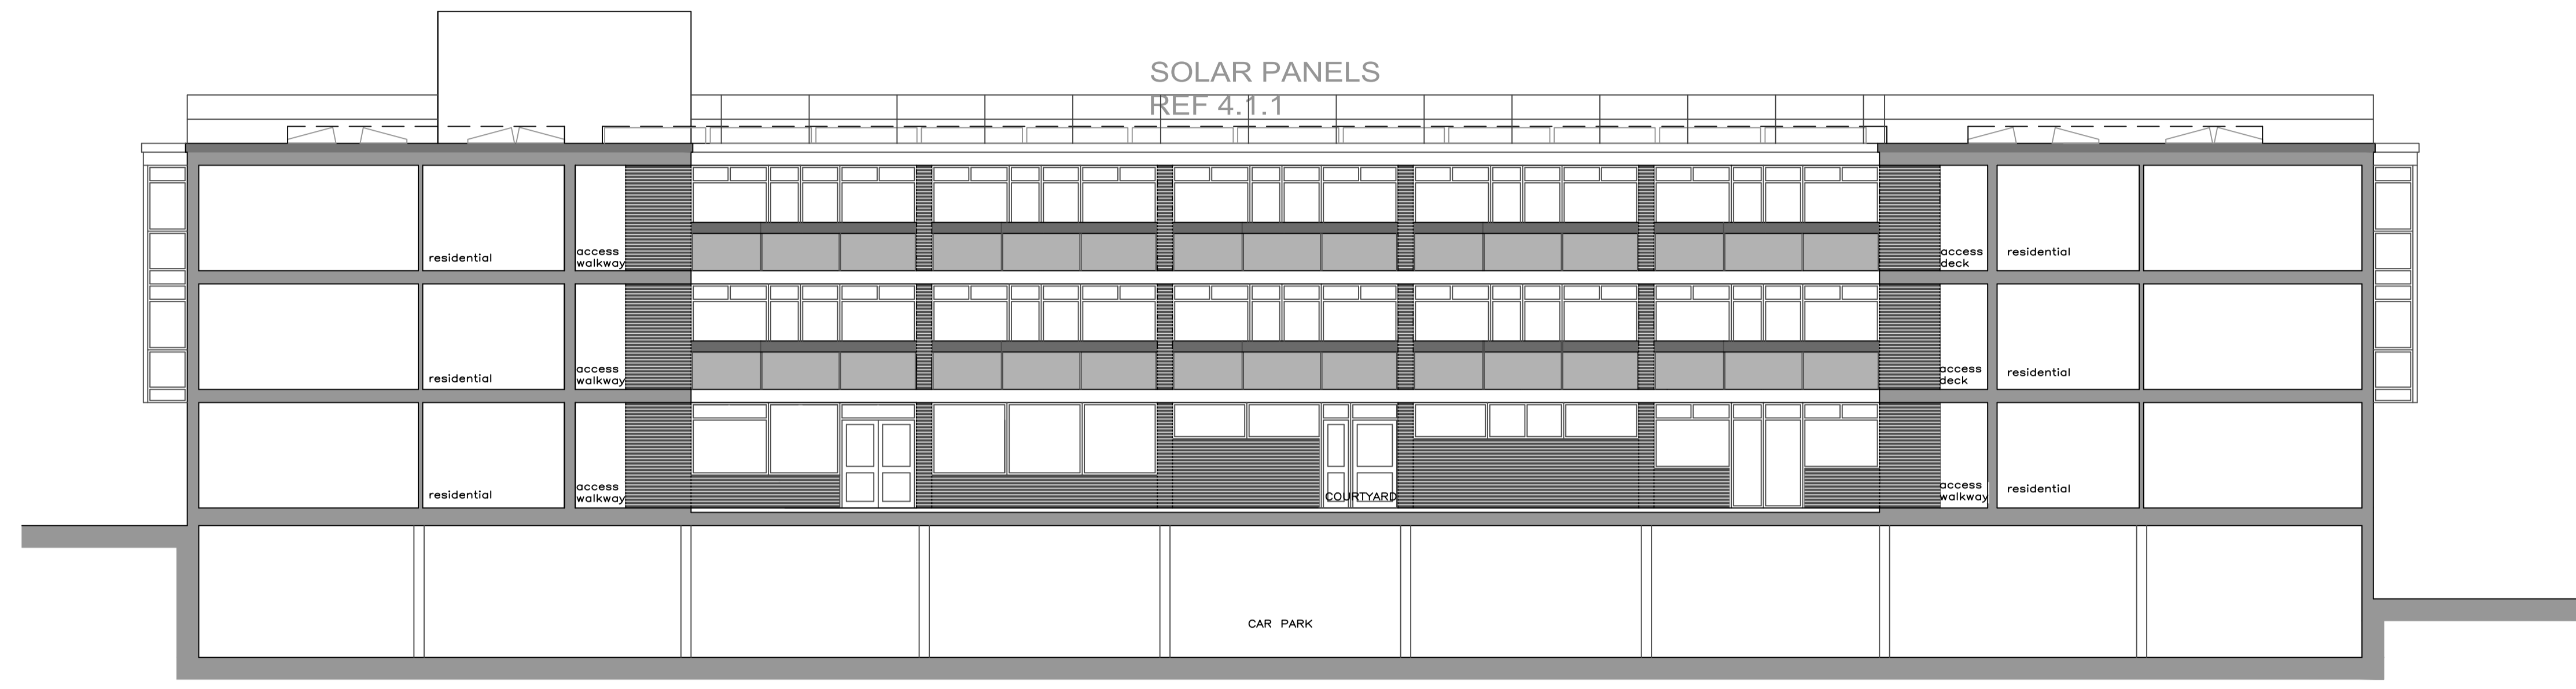 SOLAR PANELS
REF 4.1.1
residential
access
walkway
access
deck
residential
residential
access
walkway
access
deck
residential
residential
access
walkway
COURTYARD
access
walkway
residential
CAR PARK